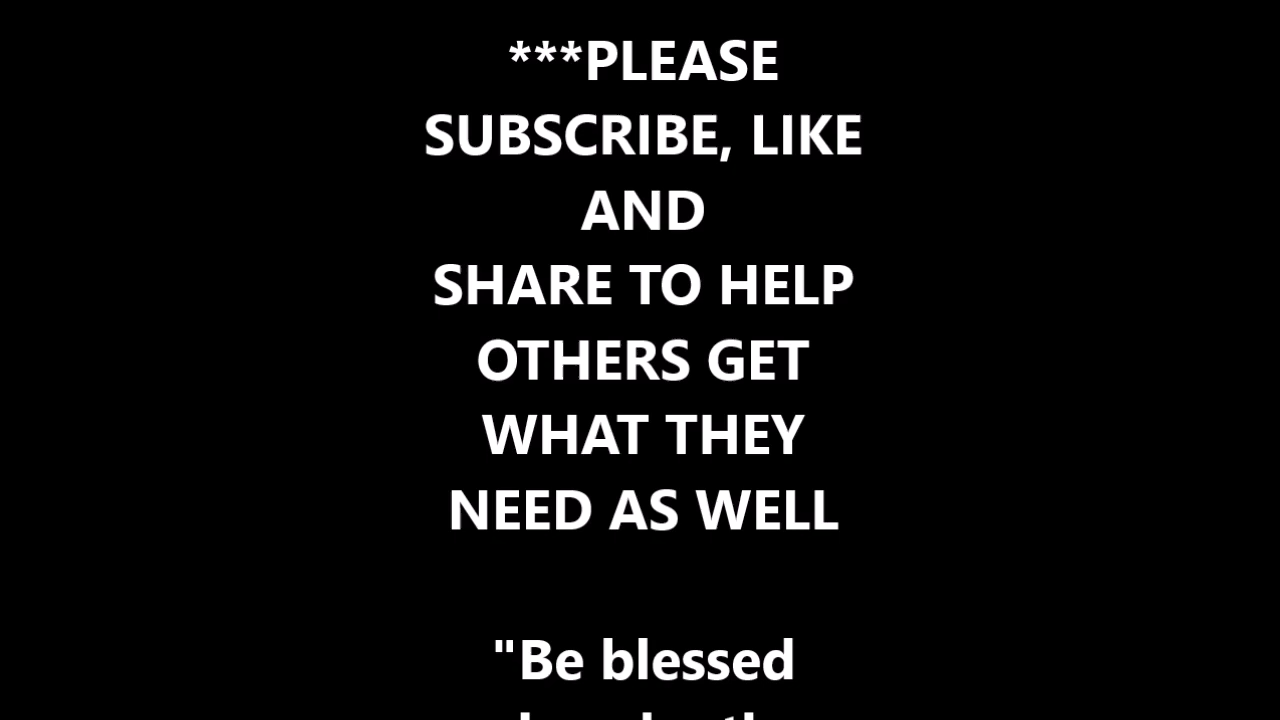 ***PLEASE
SUBSCRIBE, LIKE
AND
SHARE TO HELP
OTHERS GET
WHAT THEY
NEED AS WELL
"Be blessed